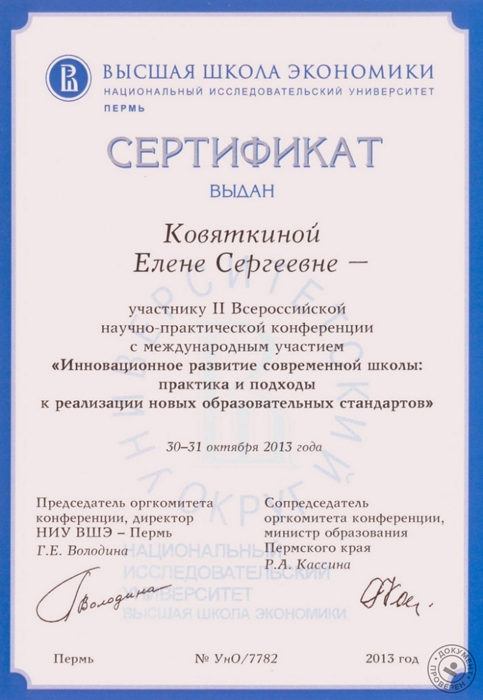 ВЫСШАЯ ШКОЛА ЭКОНОМИКИ
НАЦИОНАЛЬНЫЙ ИССЛЕДОВАТЕЛЬСКИЙ УНИВЕРСИТЕТ
ПЕРМЬ
СЕРТИФИКАТ
ВЫДАН
Ковяткиной
Елене Сергеевне —
участнику II Всероссийской
научно-практической конференции
с международным участием
«Инновационное развитие современной школы:
практика и подходы
к реализации новых образовательных стандартов»
30–31 октября 2013 года
УНИВЕРСИТЕТСКИЙ ОКРУГ
Председатель оргкомитета
конференции, директор
НИУ ВШЭ – Пермь
Г.Е. Володина
Сопредседатель
оргкомитета конференции,
министр образования
Пермского края
Р.А. Кассина
НАЦИОНАЛЬНЫЙ
ИССЛЕДОВАТЕЛЬСКИЙ
УНИВЕРСИТЕТ
ВЫСШАЯ ШКОЛА ЭКОНОМИКИ
Володина
Пермь
№ УнО/7782
2013 год
ДОКУМЕНТ
ПРОВЕРЕН